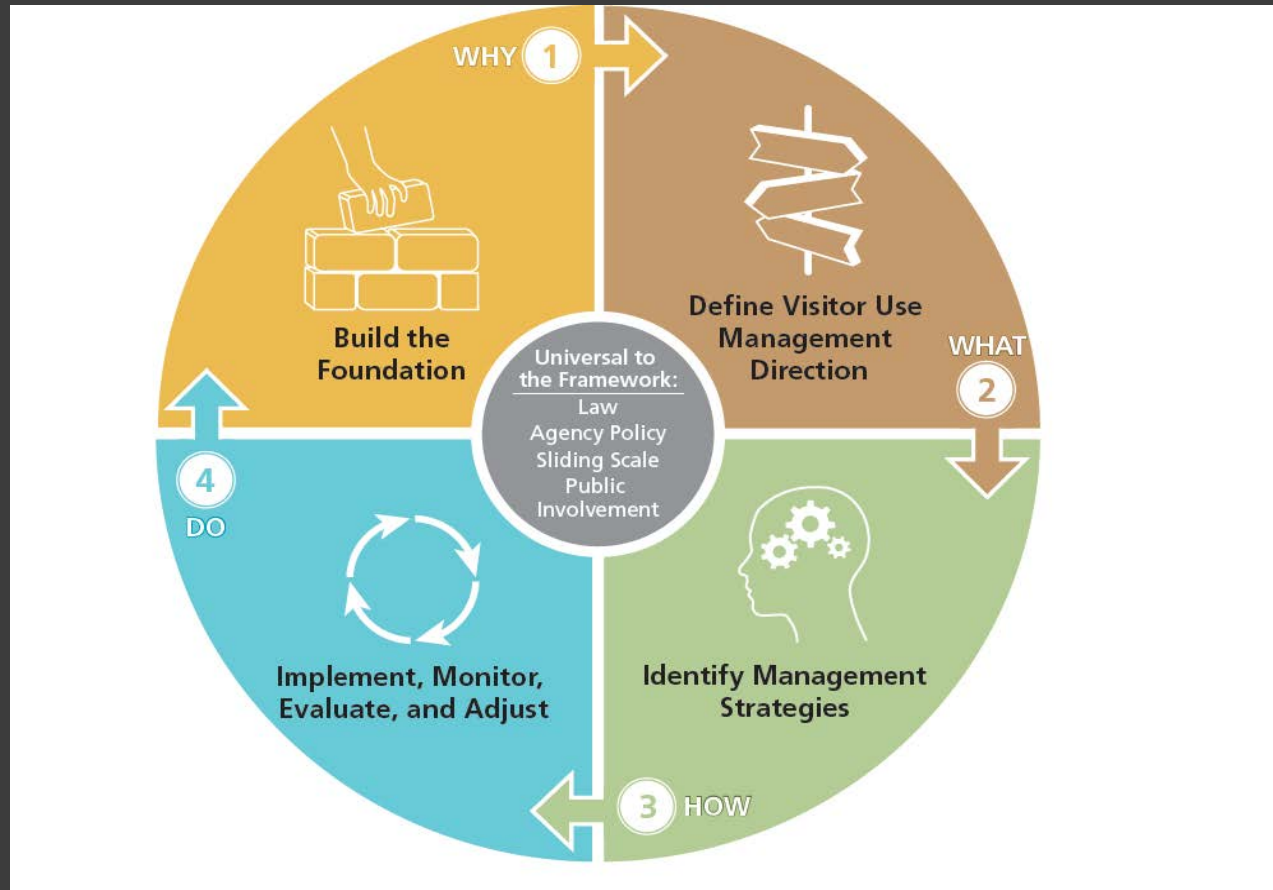 WHY 1
Build the
Foundation
Define Visitor Use
Management
Direction
WHAT
2
Universal to
the Framework:
Law
Agency Policy
Sliding Scale
Public
Involvement
Identify Management
Strategies
3 HOW
4
DO
Implement, Monitor,
Evaluate, and Adjust